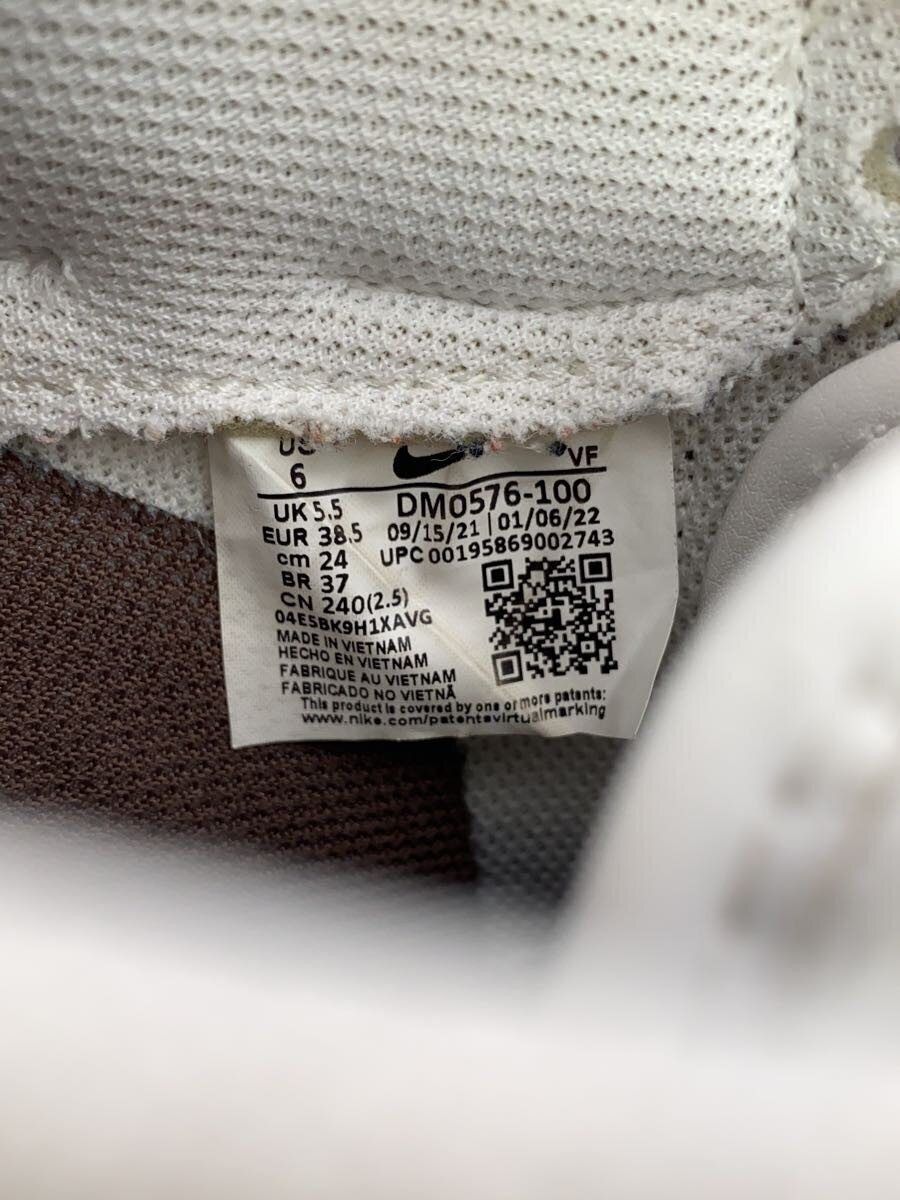 US
6
VF
UK 5.5
EUR 38.5
cm 24
BR 37
CN 240(2.5)
DM0576-100
09/15/21 | 01/06/22
UPC 00195869002743
04E5BK9H1XAVG
MADE IN VIETNAM
HECHO EN VIETNAM
FABRIQUE AU VIETNAM
FABRICADO NO VIETNÃ
This product is covered by one or more patents:
www.nike.com/patentsvirtualmarking